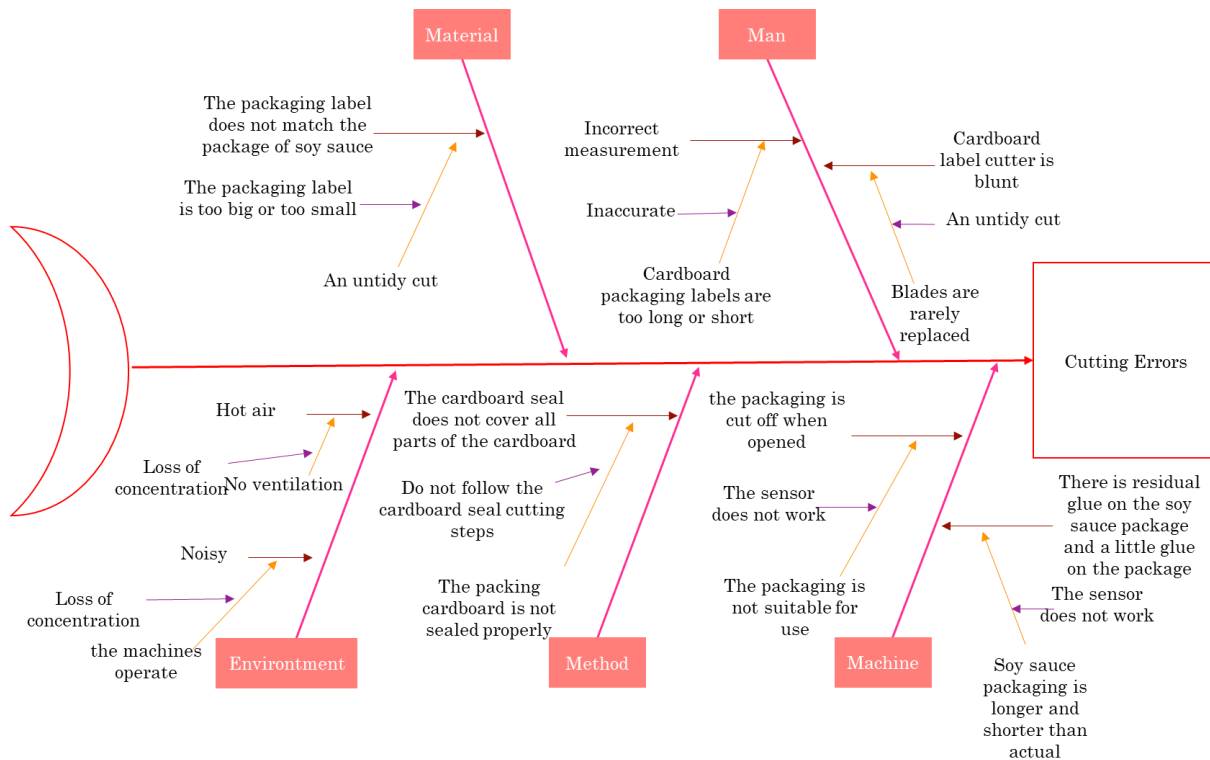 Material
Man
The packaging label
does not match the
package of soy sauce
The packaging label
is too big or too small
An untidy cut
Incorrect
measurement
Inaccurate
Cardboard
packaging labels are
too long or short
Cardboard
label cutter is
blunt
An untidy cut
Blades are
rarely
replaced
Cutting Errors
Hot air
Loss of
concentration
No ventilation
Noisy
Loss of
concentration
the machines
operate
The cardboard seal
does not cover all
parts of the cardboard
Do not follow the
cardboard seal cutting
steps
The packing
cardboard is not
sealed properly
the packaging is
cut off when
opened
The sensor
does not work
The packaging is
not suitable for
use
There is residual
glue on the soy
sauce package
and a little glue
on the package
The sensor
does not work
Soy sauce
packaging is
longer and
shorter than
actual
Environtment
Method
Machine